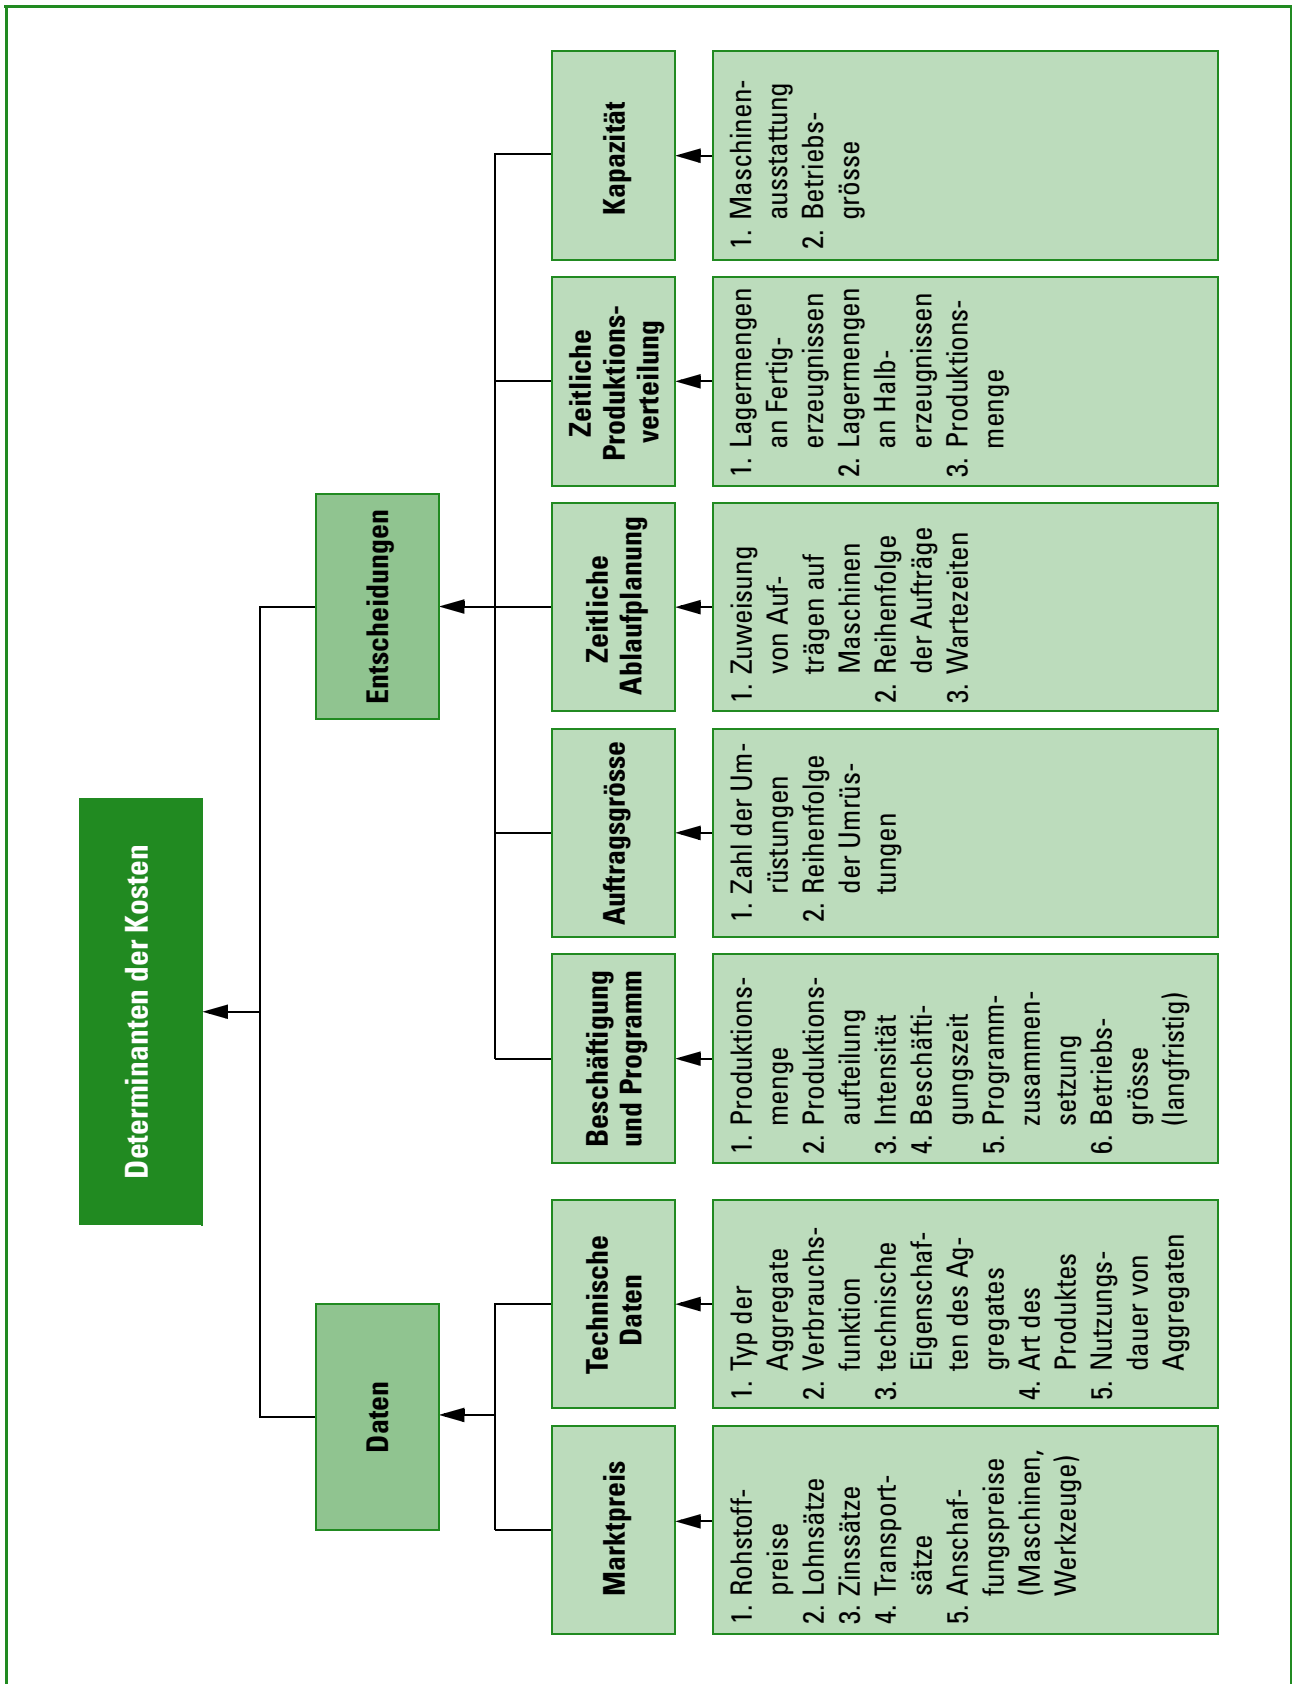 Determinanten der Kosten
Daten
Entscheidungen
Marktpreis
Technische
Daten
Beschäftigung
und Programm
Auftragsgrösse
Zeitliche
Ablaufplanung
Zeitliche
Produktions-
verteilung
Kapazität
1. Rohstoff-
preise
2. Lohnsätze
3. Zinssätze
4. Transport-
sätze
5. Anschaf-
fungspreise
(Maschinen,
Werkzeuge)
1. Typ der
Aggregate
2. Verbrauchs-
funktion
3. technische
Eigenschaf-
ten des Ag-
gregates
4. Art des
Produktes
5. Nutzungs-
dauer von
Aggregaten
1. Produktions-
menge
2. Produktions-
aufteilung
3. Intensität
4. Beschäfti-
gungszeit
5. Programm-
zusammen-
setzung
6. Betriebs-
grösse
(langfristig)
1. Zahl der Um-
rüstungen
2. Reihenfolge
der Umrüs-
tungen
1. Zuweisung
von Auf-
trägen auf
Maschinen
2. Reihenfolge
der Aufträge
3. Wartezeiten
1. Lagermengen
an Fertig-
erzeugnissen
2. Lagermengen
an Halb-
erzeugnissen
3. Produktions-
menge
1. Maschinen-
ausstattung
2. Betriebs-
grösse